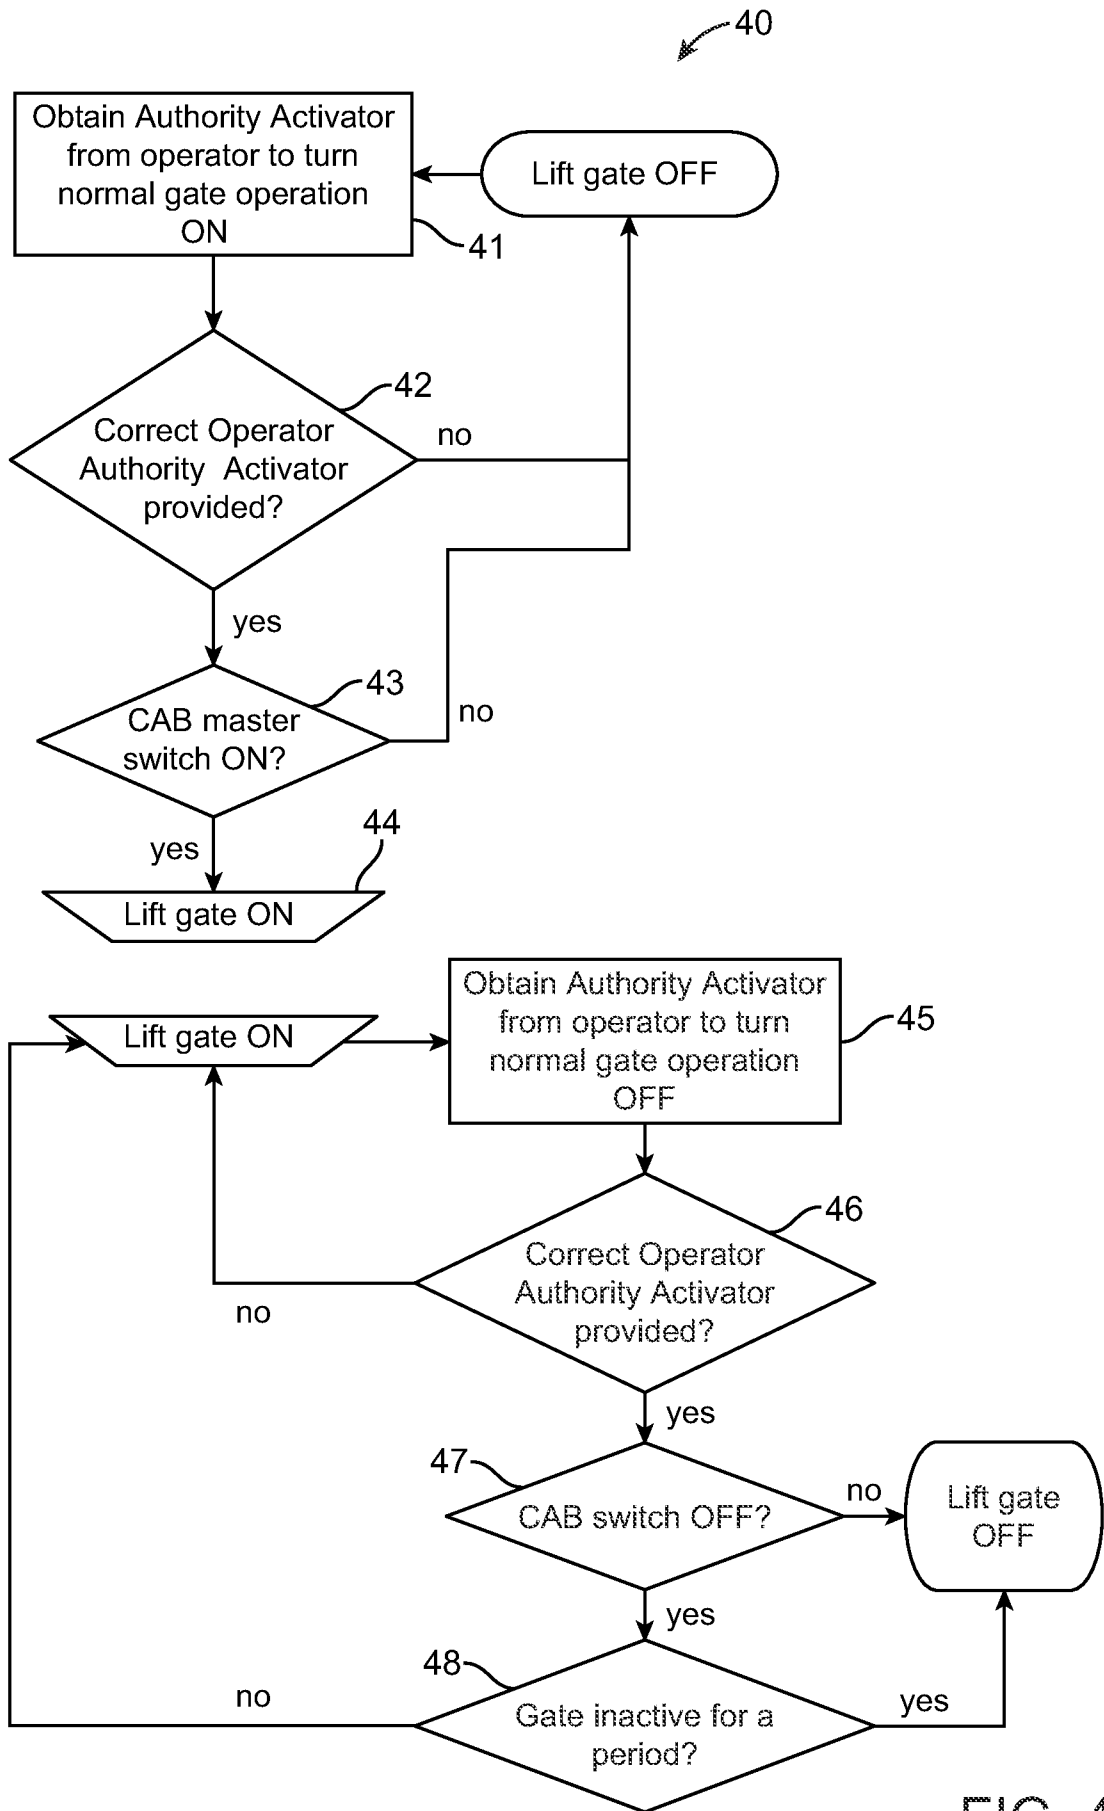 40
Obtain Authority Activator
from operator to turn
normal gate operation
ON
41
Lift gate OFF
42
Correct Operator
Authority Activator
provided?
no
yes
43
CAB master
switch ON?
no
yes
44
Lift gate ON
Lift gate ON
Obtain Authority Activator
from operator to turn
normal gate operation
OFF
45
46
Correct Operator
Authority Activator
provided?
no
yes
47
CAB switch OFF?
no
Lift gate
OFF
yes
48
Gate inactive for a
period?
no
yes